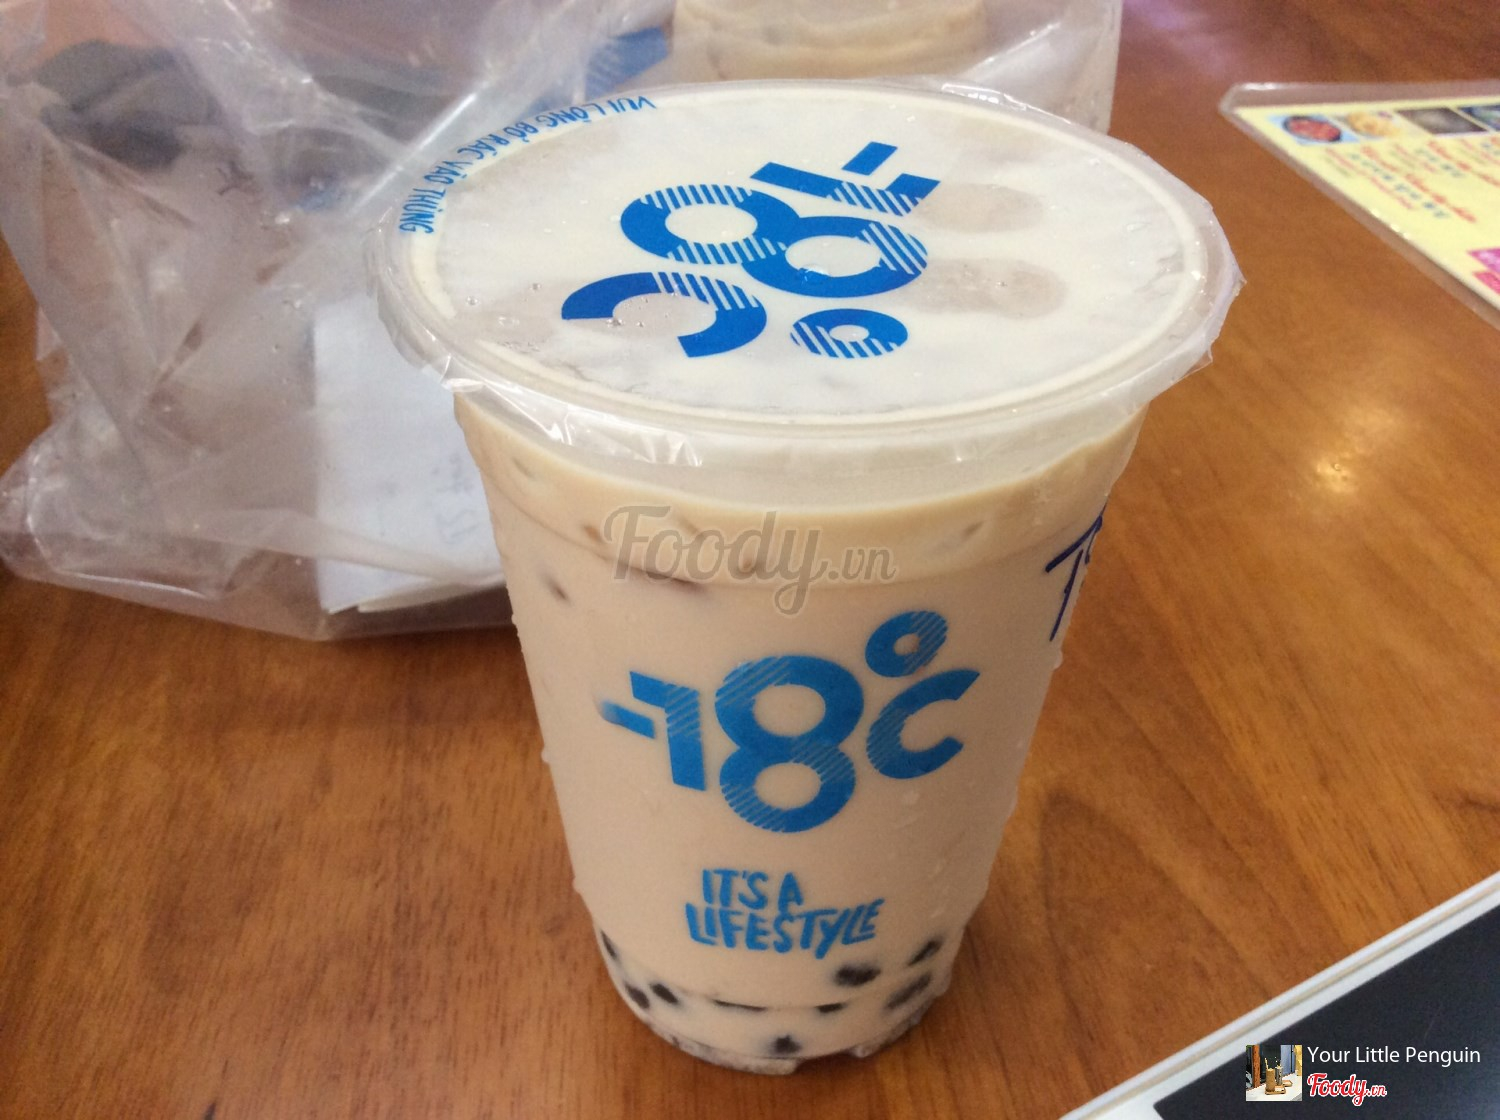 VUI LÒNG BỎ RÁC VÀO THÙNG
-18°C
Foody.vn
-18°C
IT'S A
LIFESTYLE
Your Little Penguin
Foody.vn